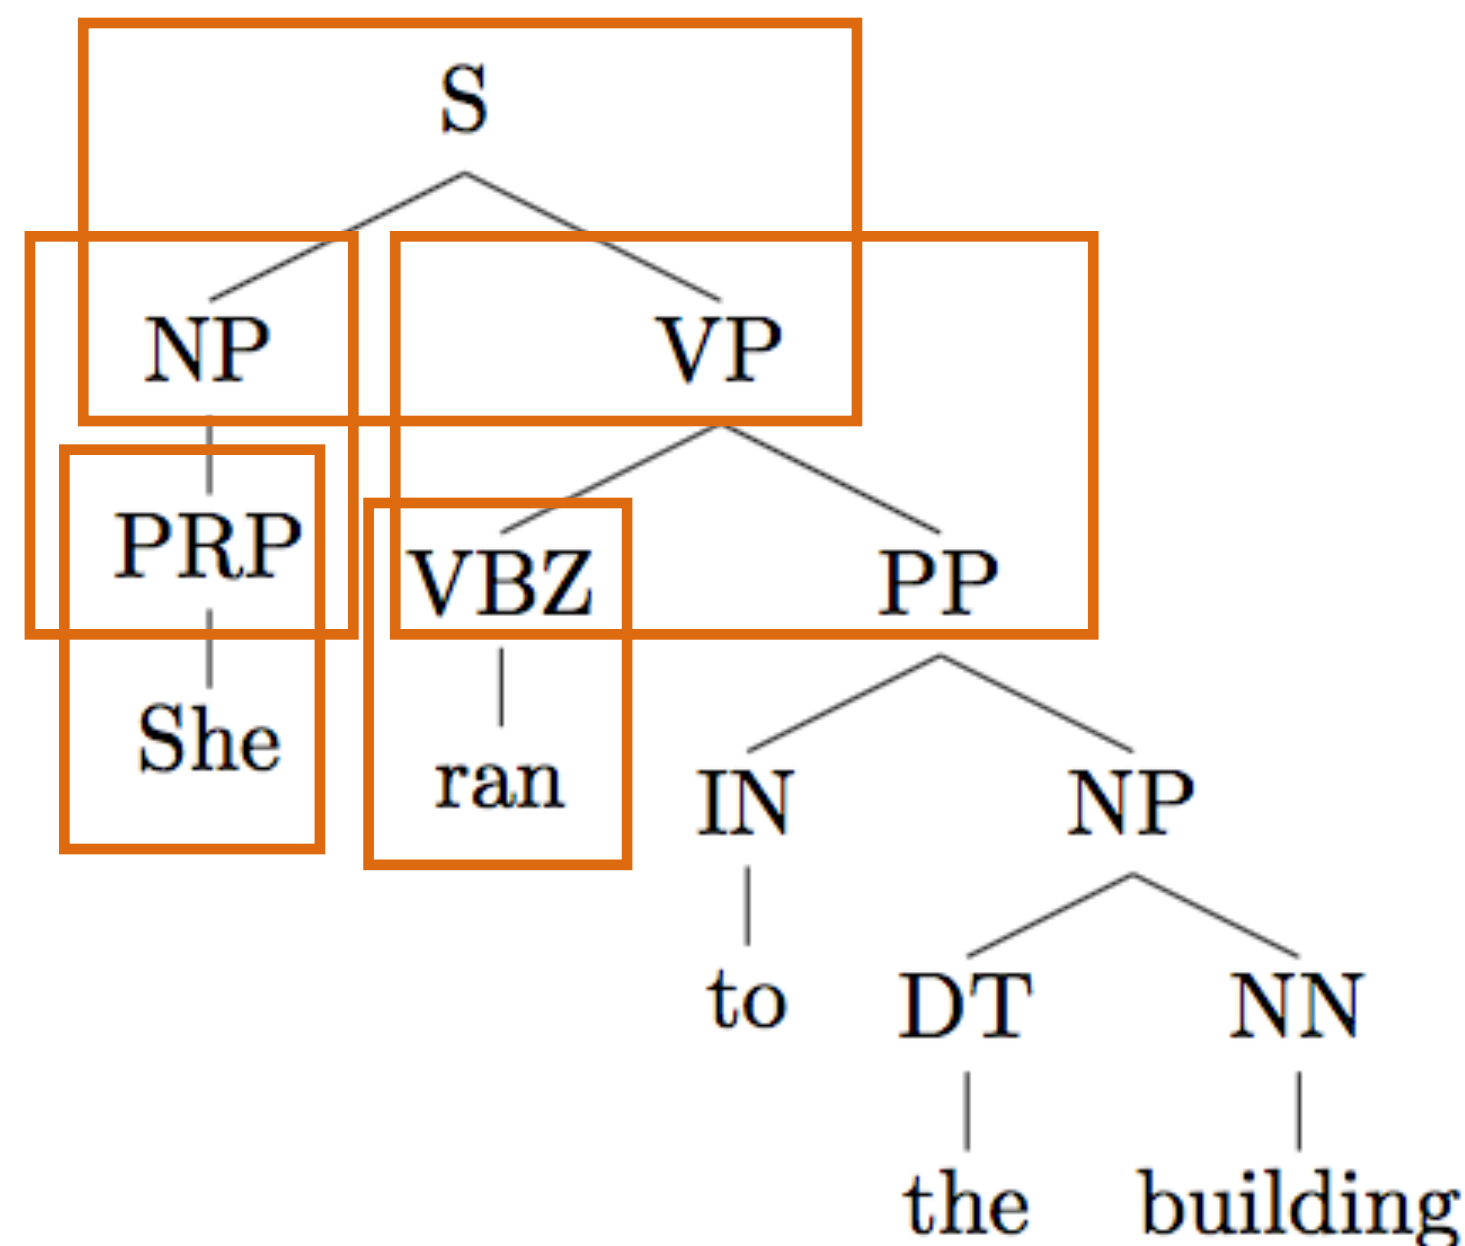 S
NP VP
PRP VBZ PP
She ran IN NP
to DT NN
the building